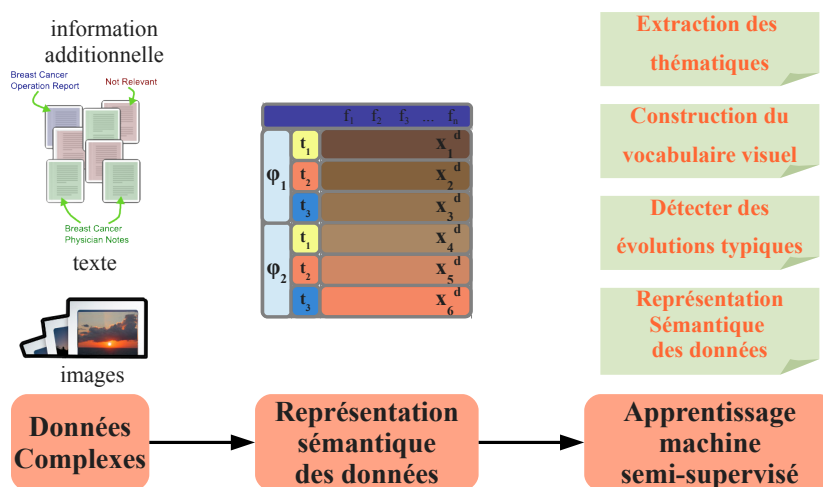 information
additionnelle
Breast Cancer
Operation Report
Not Relevant
Breast Cancer
Physician Notes
texte
images
f1 f2 f3 ... fn
φ1
t1 x1d
t2 x2d
t3 x3d
φ2
t1 x4d
t2 x5d
t3 x6d
Extraction des
thématiques
Construction du
vocabulaire visuel
Détecter des
évolutions typiques
Représentation
Sémantique
des données
Données
Complexes
Représentation
sémantique
des données
Apprentissage
machine
semi-supervisé